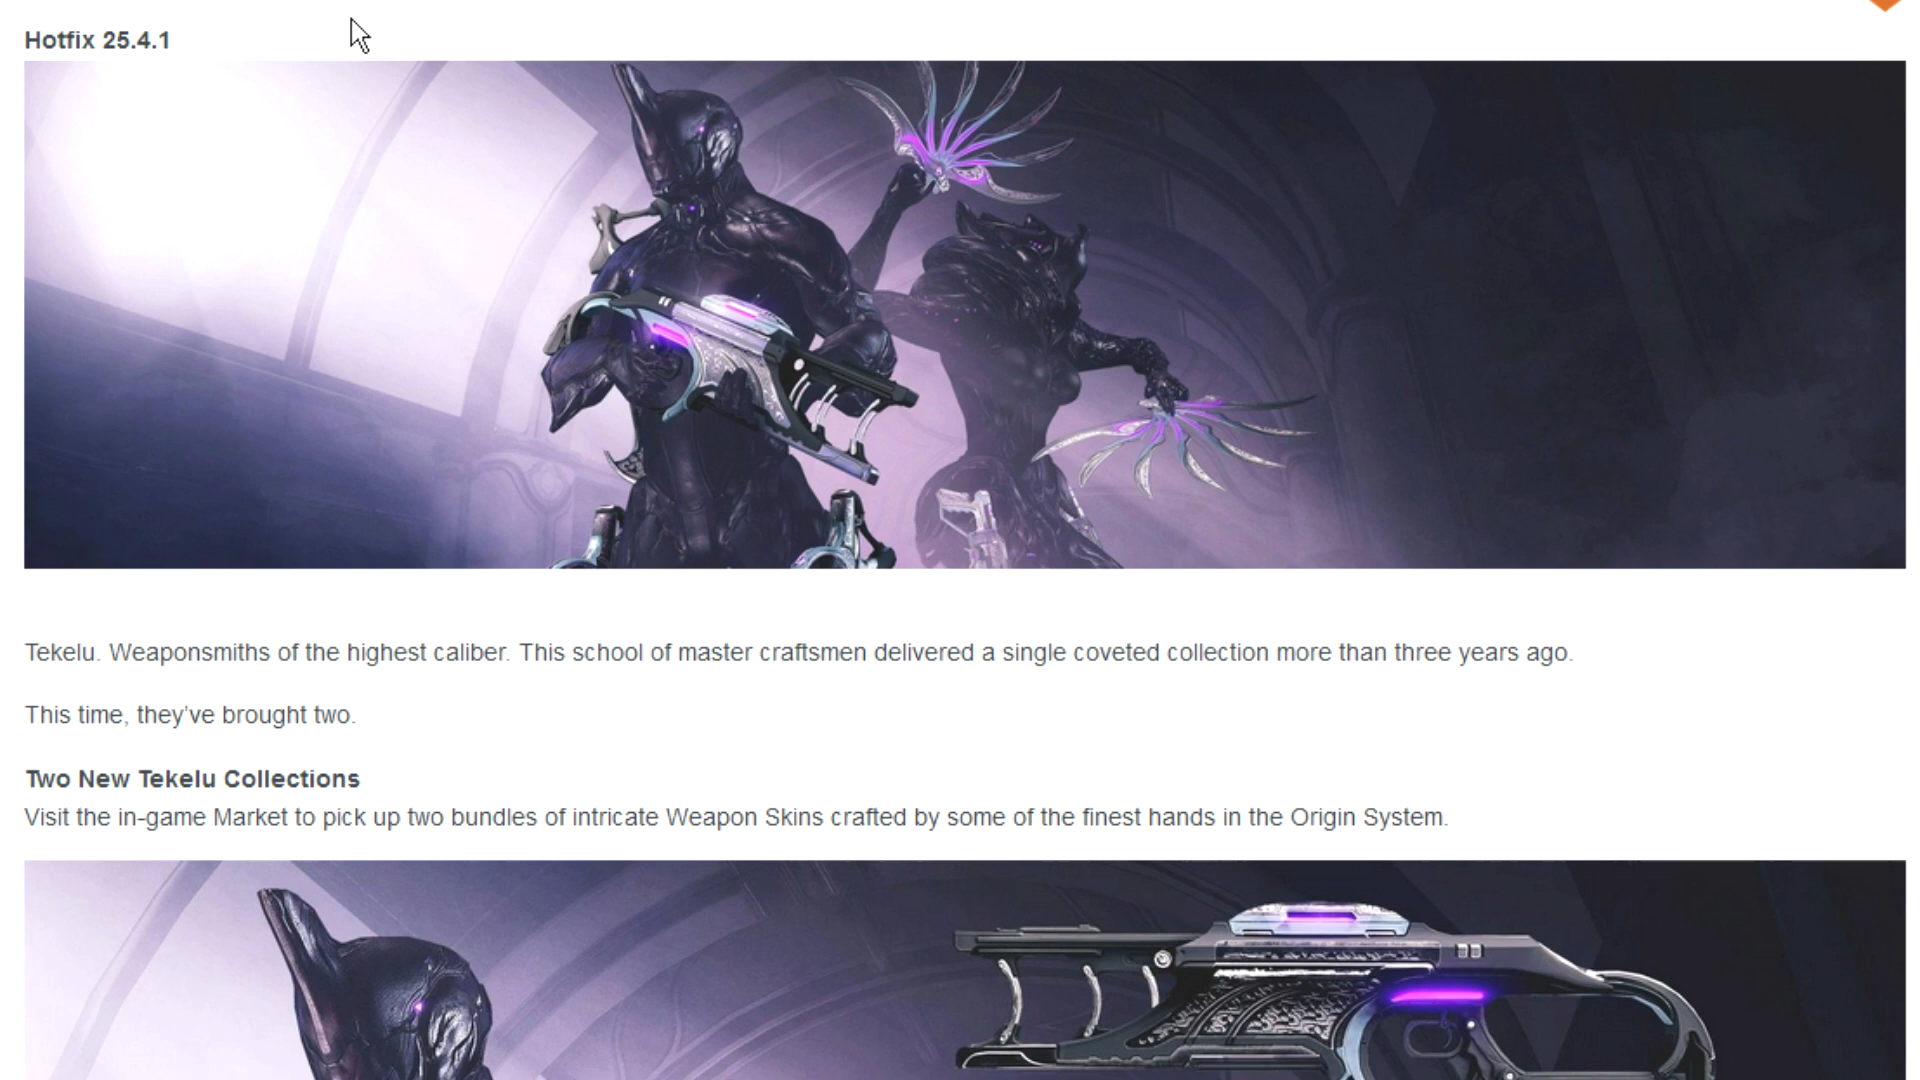 Hotfix 25.4.1
Tekelu. Weaponsmiths of the highest caliber. This school of master craftsmen delivered a single coveted collection more than three years ago.
This time, they’ve brought two.
Two New Tekelu Collections
Visit the in-game Market to pick up two bundles of intricate Weapon Skins crafted by some of the finest hands in the Origin System.